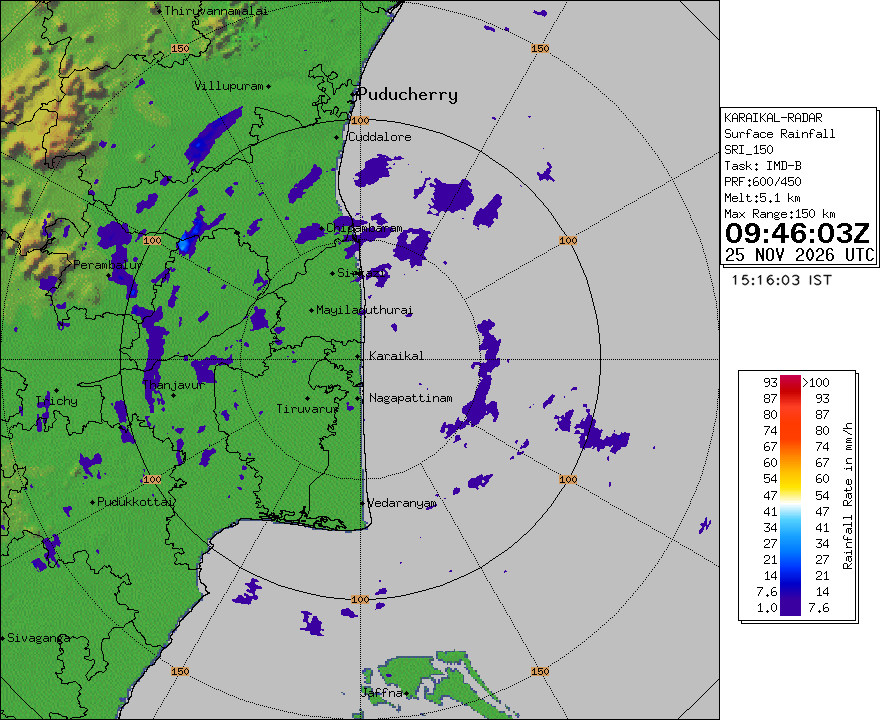 Thiruvannamalai
150
150
Villupuram
Puducherry
100
Cuddalore
KARAIKAL-RADAR
Surface Rainfall
SRI_150
Task: IMD-B
PRF:600/450
Melt:5.1 km
Max Range:150 km
09:46:03Z
25 NOV 2026 UTC
15:16:03 IST
Chidambaram
100
100
Perambalur
Mayiladuthurai
Karaikal
Thanjavur
Nagapattinam
Tiruvarur
Trichy
100
100
Pudukkottai
Vedaranyam
100
Sivaganga
150
150
Jaffna
93 >100
87 93
80 87
74 80
67 74
60 67
54 60
47 54
41 47
34 41
27 34
21 27
14 21
7.6 14
1.0 7.6
Rainfall Rate in mm/h